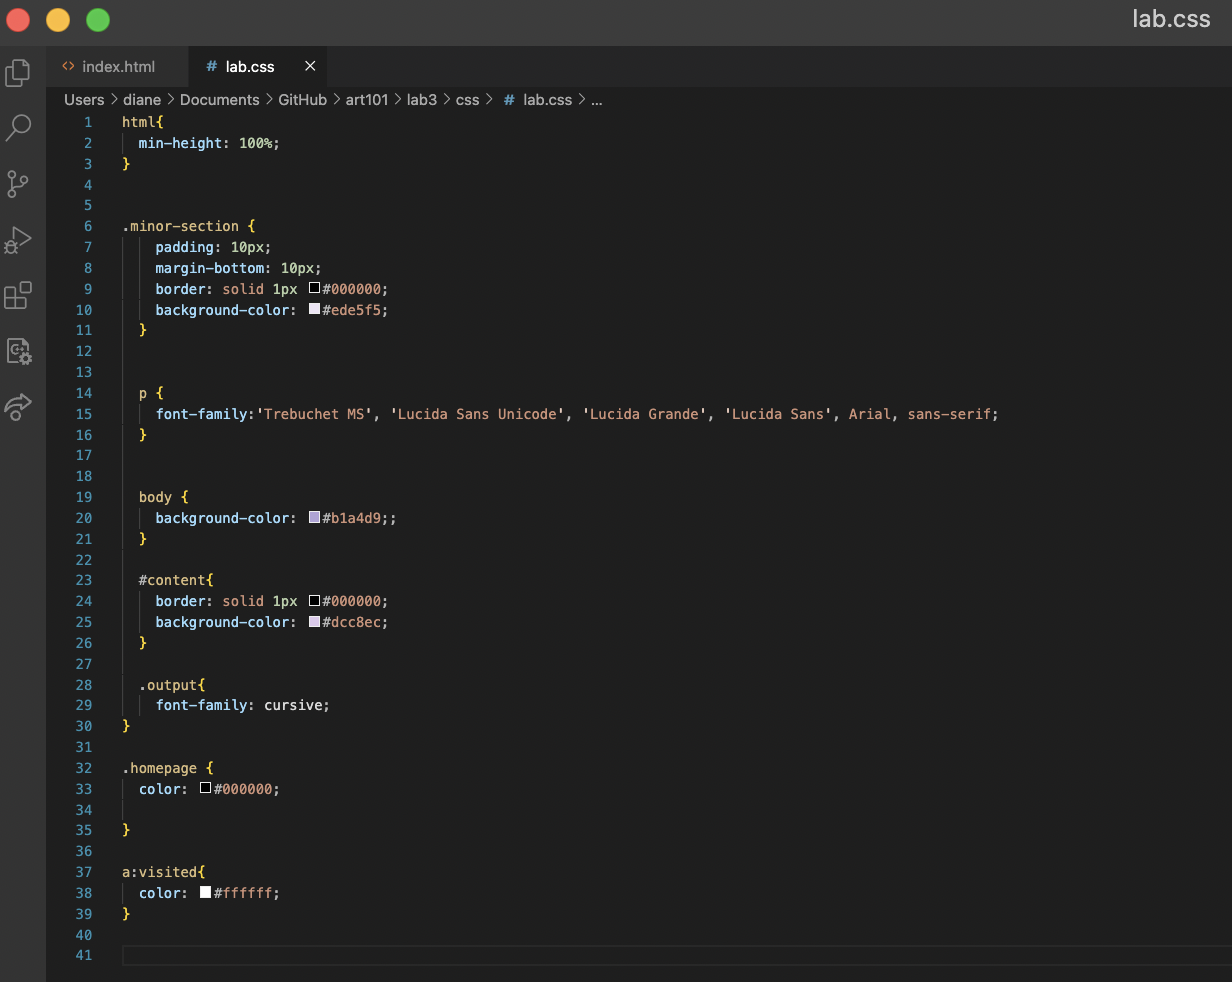 lab.css
index.html
# lab.css ×
Users > diane > Documents > GitHub > art101 > lab3 > css > # lab.css > ...
1 html{
2 min-height: 100%;
3 }
4
5
6 .minor-section {
7 padding: 10px;
8 margin-bottom: 10px;
9 border: solid 1px #000000;
10 background-color: #ede5f5;
11 }
12
13
14 p {
15 font-family:'Trebuchet MS', 'Lucida Sans Unicode', 'Lucida Grande', 'Lucida Sans', Arial, sans-serif;
16 }
17
18
19 body {
20 background-color: #b1a4d9;;
21 }
22
23 #content{
24 border: solid 1px #000000;
25 background-color: #dcc8ec;
26 }
27
28 .output{
29 font-family: cursive;
30 }
31
32 .homepage {
33 color: #000000;
34
35 }
36
37 a:visited{
38 color: #ffffff;
39 }
40
41